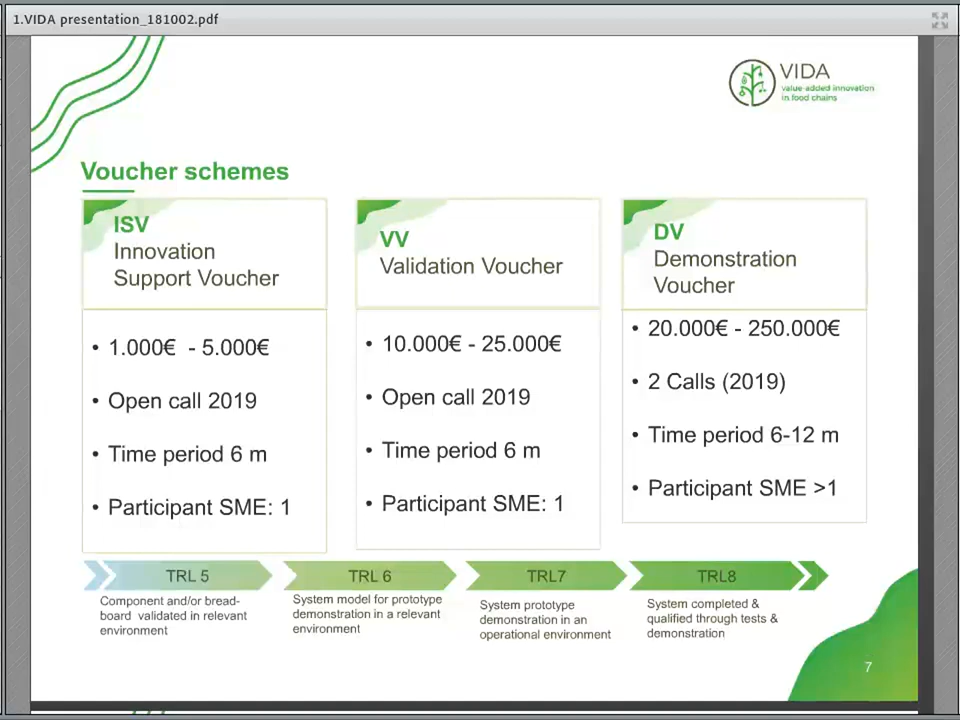 1.VIDA presentation_181002.pdf
VIDA
value-added innovation
in food chains
Voucher schemes
ISV
Innovation
Support Voucher
• 1.000€ - 5.000€
• Open call 2019
• Time period 6 m
• Participant SME: 1
VV
Validation Voucher
• 10.000€ - 25.000€
• Open call 2019
• Time period 6 m
• Participant SME: 1
DV
Demonstration
Voucher
• 20.000€ - 250.000€
• 2 Calls (2019)
• Time period 6-12 m
• Participant SME >1
TRL 5
Component and/or bread-
board validated in relevant
environment
TRL 6
System model for prototype
demonstration in a relevant
environment
TRL7
System prototype
demonstration in an
operational environment
TRL8
System completed &
qualified through tests &
demonstration
7